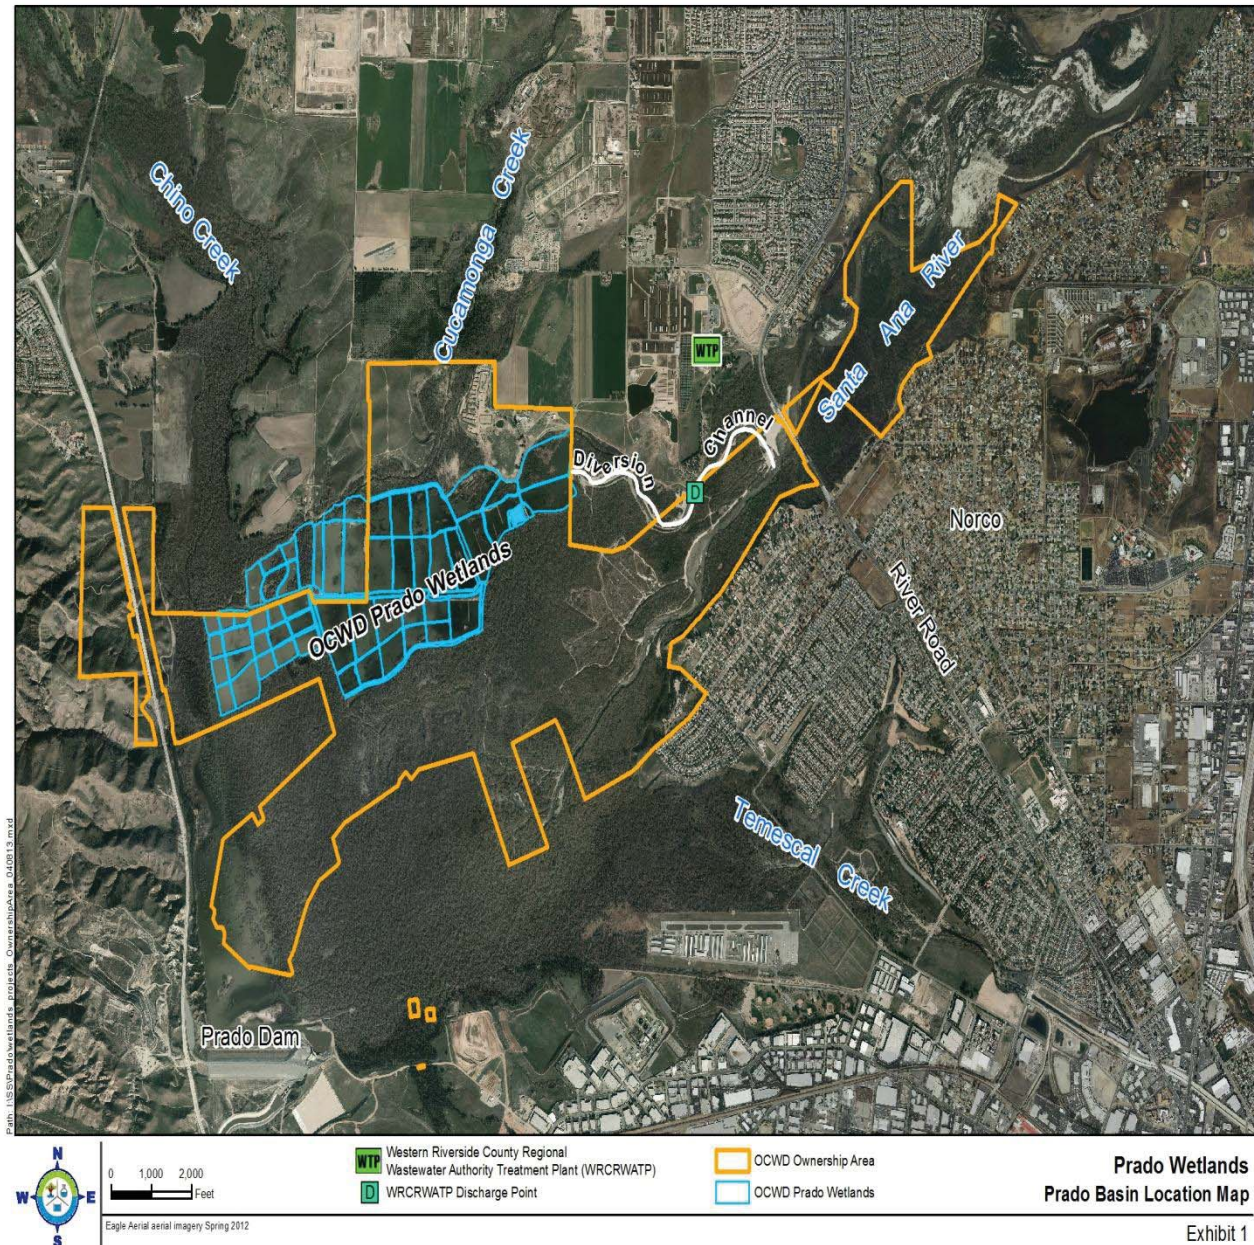 Chino Creek
Cucamonga Creek
Santa Ana River
WTP
Diversion Channel
D
Norco
River Road
OCWD Prado Wetlands
Temescal Creek
Prado Dam
Path: I:\SS\Prado\wetlands_projects_OwnershipArea_040813.mxd
N
W
E
S
0 1,000 2,000
Feet
Eagle Aerial aerial imagery Spring 2012
WTP
Western Riverside County Regional
Wastewater Authority Treatment Plant (WRCRWATP)
D
WRCRWATP Discharge Point
OCWD Ownership Area
OCWD Prado Wetlands
Prado Wetlands
Prado Basin Location Map
Exhibit 1